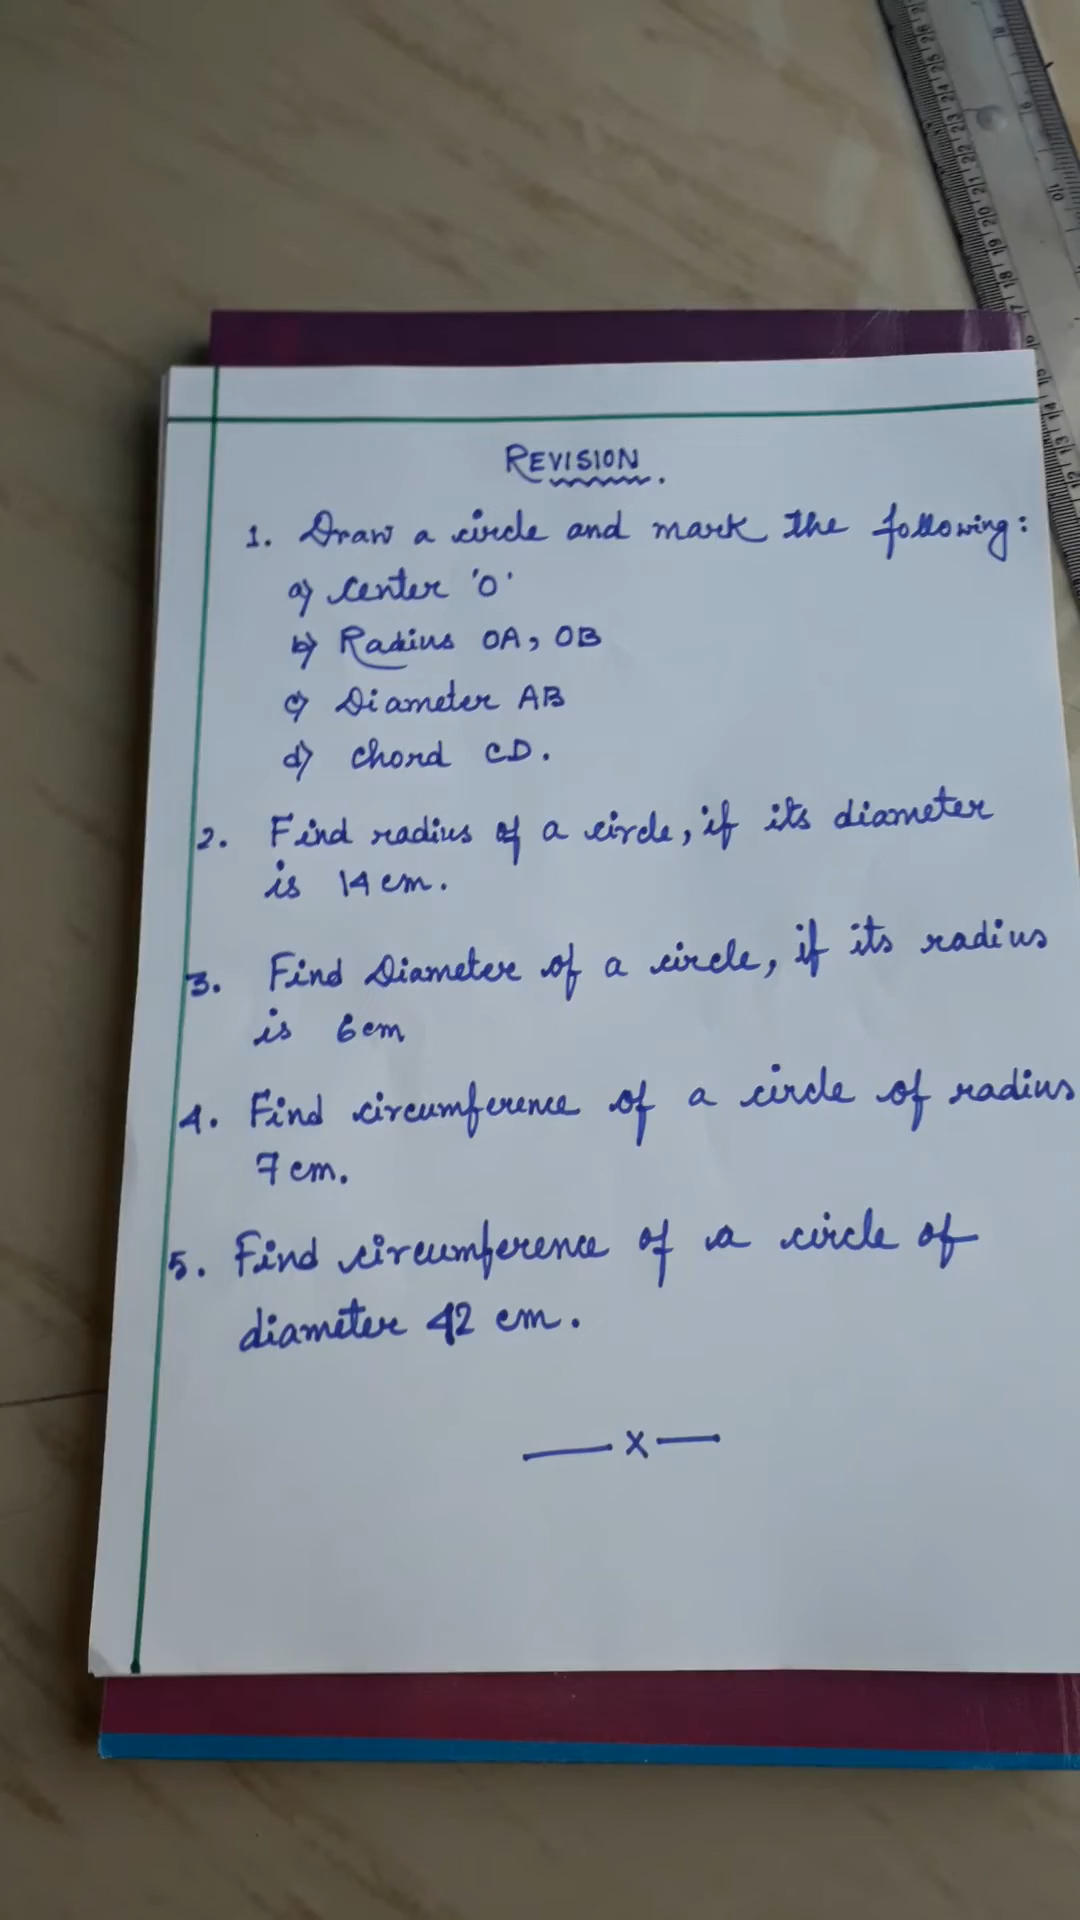 REVISION.
1. Draw a circle and mark the following:
a) Center 'O'
b) Radius OA, OB
c) Diameter AB
d) Chord CD.
2. Find radius of a circle, if its diameter
is 14 cm.
3. Find Diameter of a circle, if its radius
is 6 cm
4. Find circumference of a circle of radius
7 cm.
5. Find circumference of a circle of
diameter 42 cm.
—— x ——